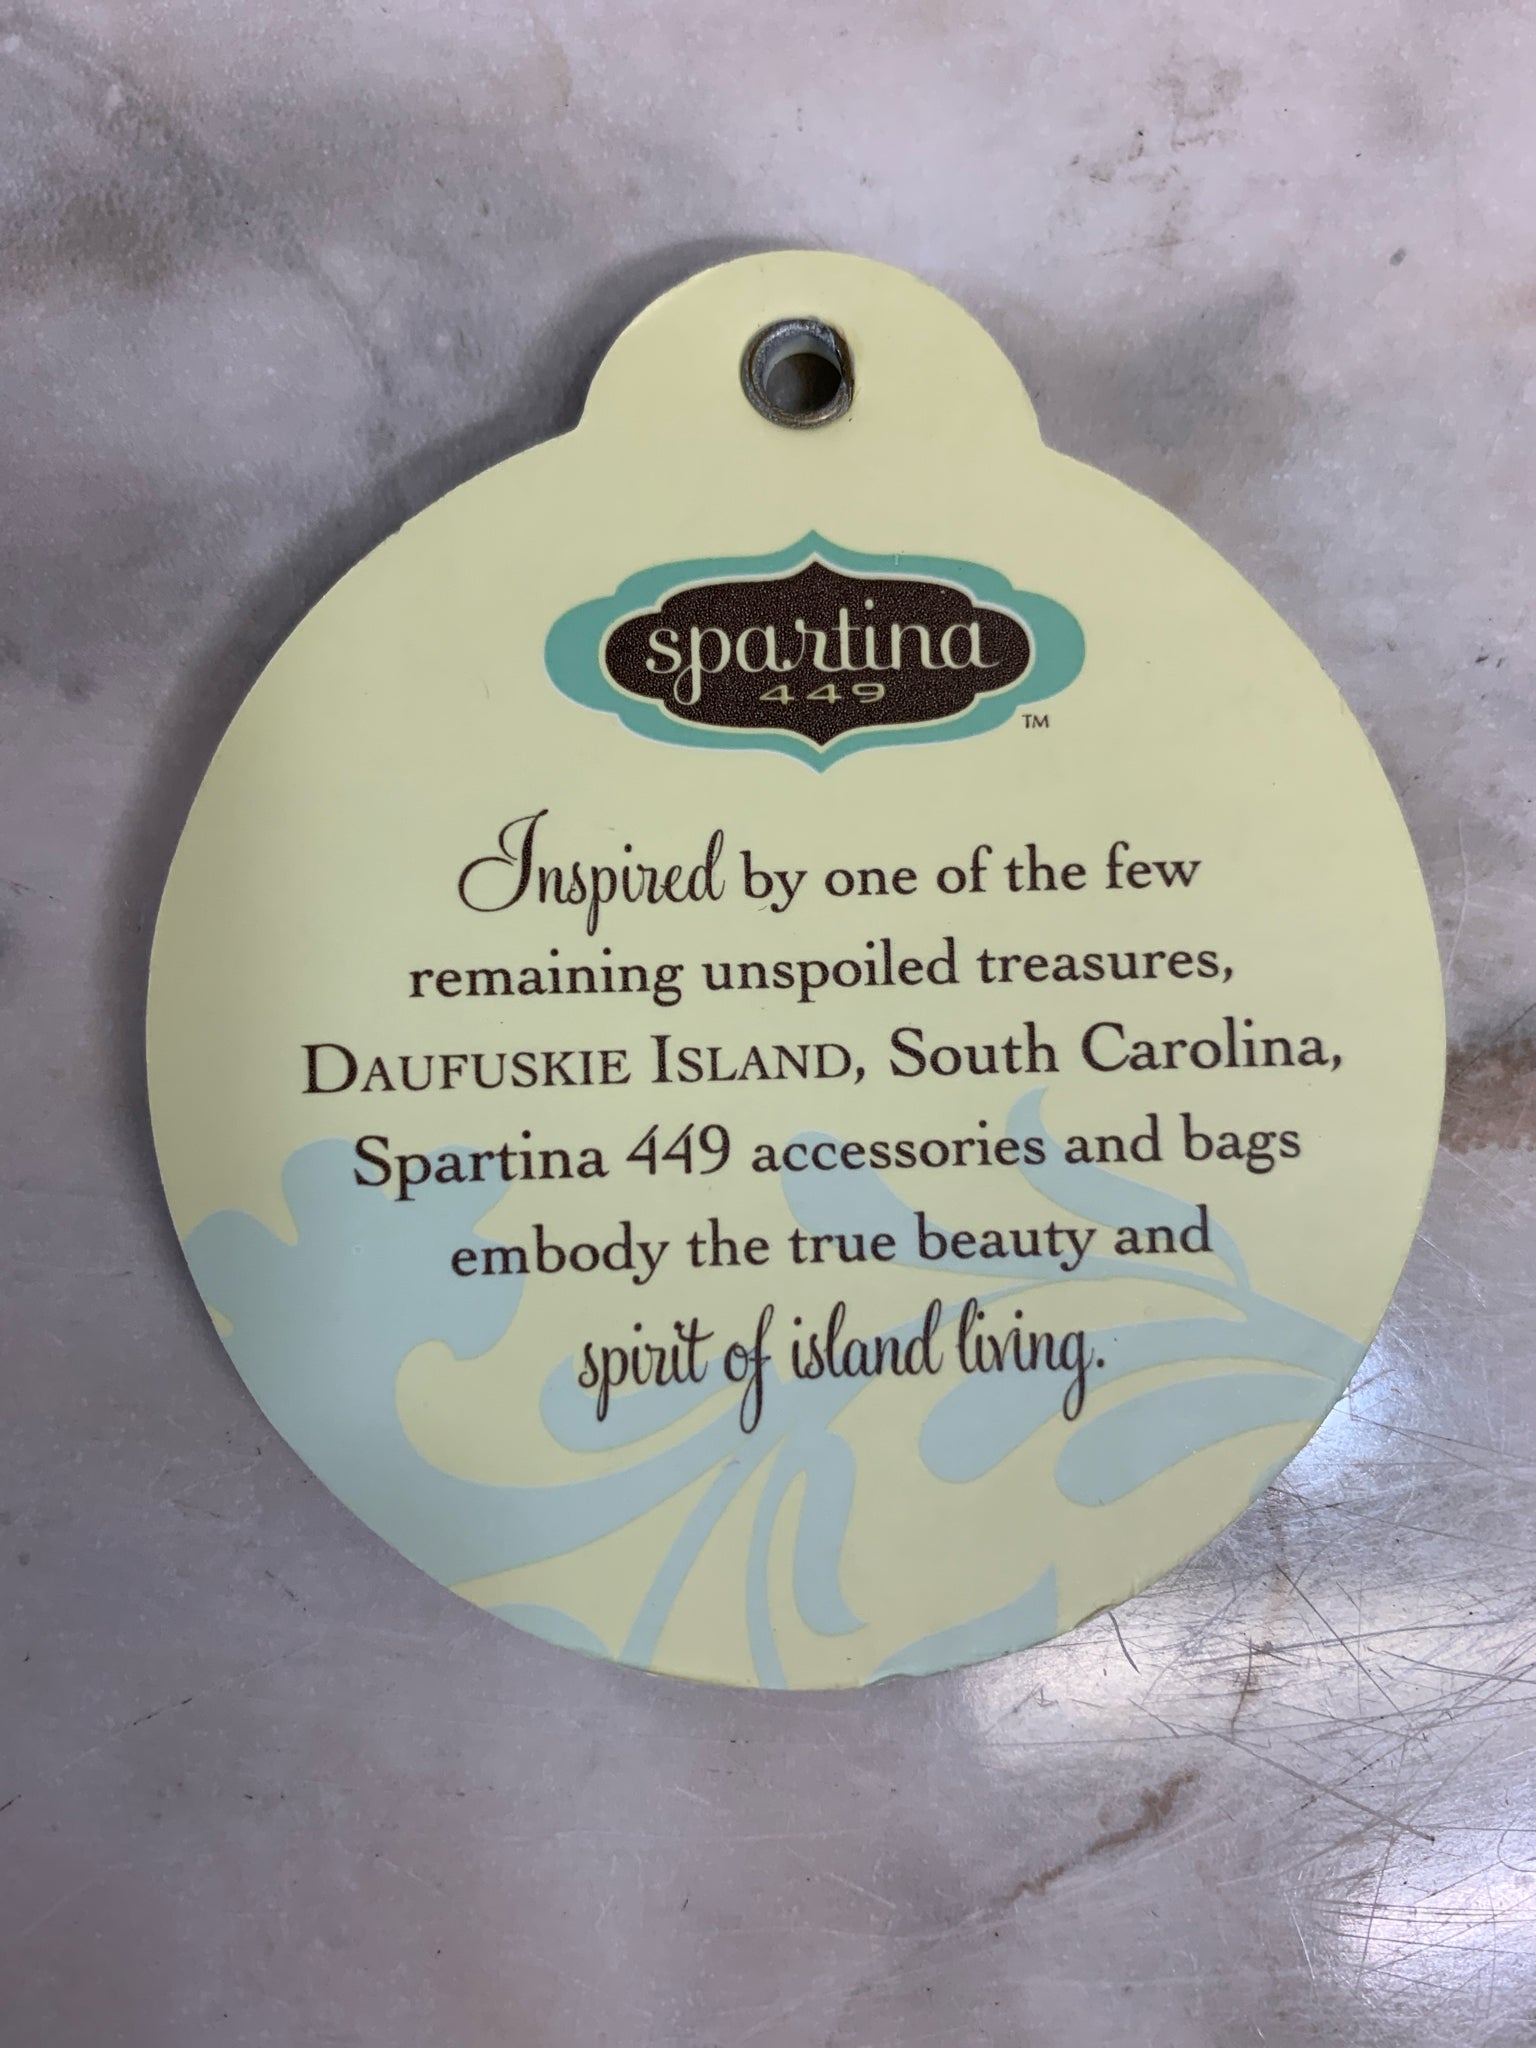 spartina
449
TM
Inspired by one of the few
remaining unspoiled treasures,
DAUFUSKIE ISLAND, South Carolina,
Spartina 449 accessories and bags
embody the true beauty and
spirit of island living.